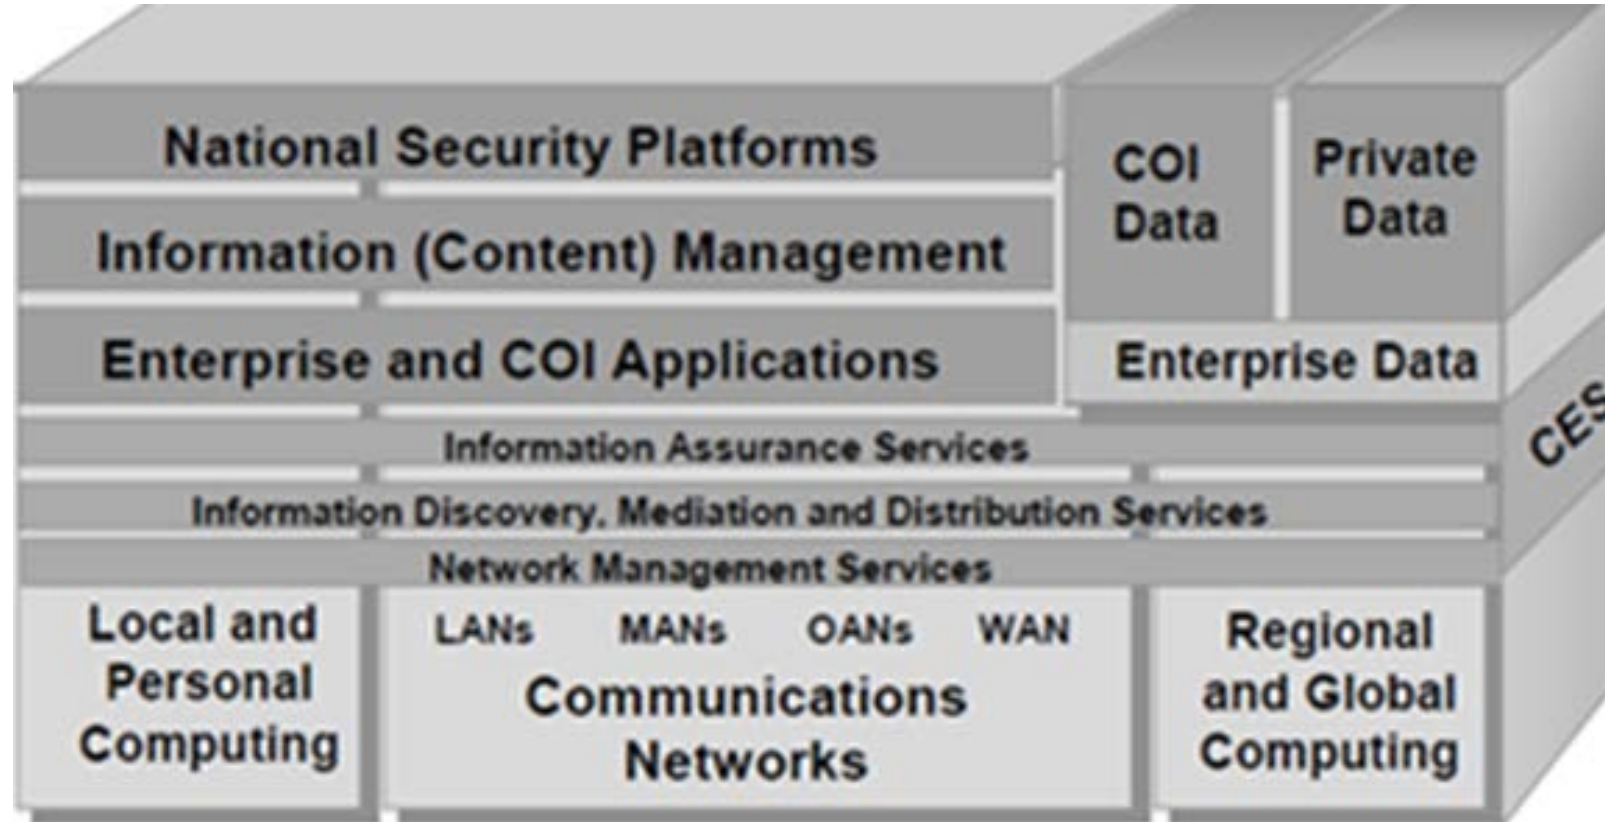 National Security Platforms
COI
Data
Private
Data
Information (Content) Management
Enterprise and COI Applications
Enterprise Data
CES
Information Assurance Services
Information Discovery, Mediation and Distribution Services
Network Management Services
Local and
Personal
Computing
LANs MANs OANs WAN
Communications
Networks
Regional
and Global
Computing